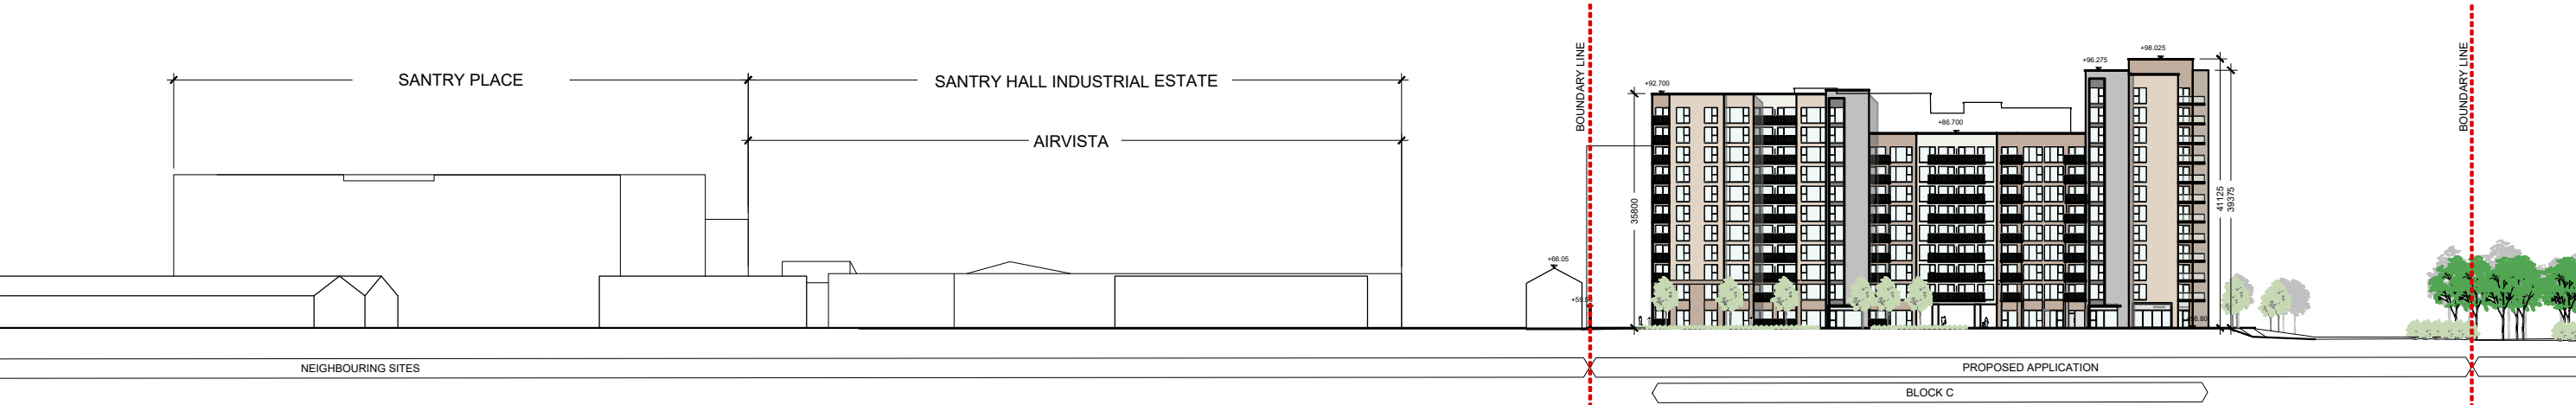 SANTRY PLACE
SANTRY HALL INDUSTRIAL ESTATE
AIRVISTA
BOUNDARY LINE
+92.700
+86.700
+96.275
+98.025
BOUNDARY LINE
35800
41125
39375
+66.05
NEIGHBOURING SITES
PROPOSED APPLICATION
BLOCK C